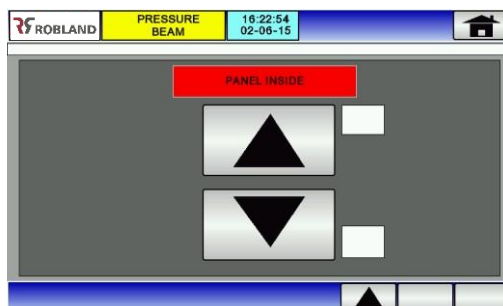 ROBLAND
PRESSURE
BEAM
16:22:54
02-06-15
PANEL INSIDE